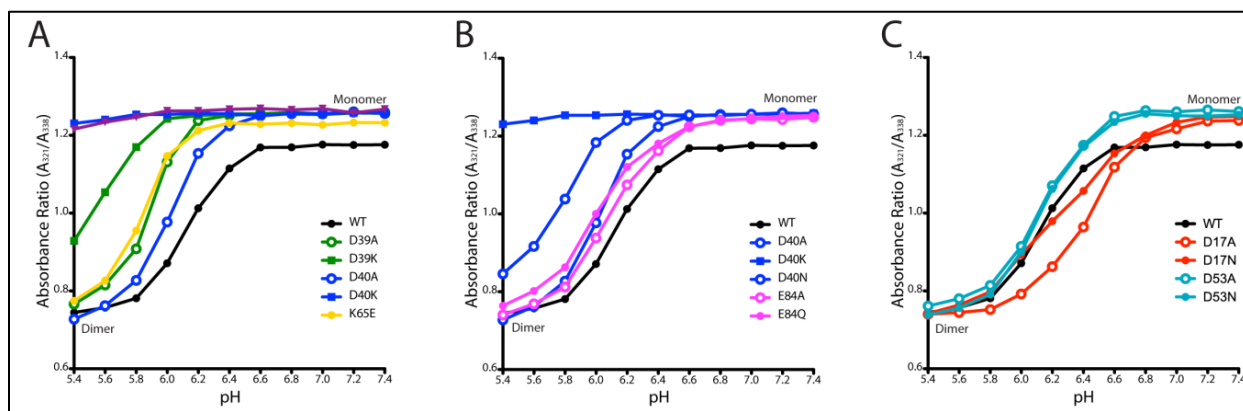 A
Absorbance Ratio (A321/A338)
1.4
1.2
1.0
0.8
0.6
Monomer
Dimer
WT
D39A
D39K
D40A
D40K
K65E
5.4 5.6 5.8 6.0 6.2 6.4 6.6 6.8 7.0 7.2 7.4
pH
B
Absorbance Ratio (A321/A338)
1.4
1.2
1.0
0.8
0.6
Monomer
Dimer
WT
D40A
D40K
D40N
E84A
E84Q
5.4 5.6 5.8 6.0 6.2 6.4 6.6 6.8 7.0 7.2 7.4
pH
C
Absorbance Ratio (A321/A338)
1.4
1.2
1.0
0.8
0.6
Monomer
Dimer
WT
D17A
D17N
D53A
D53N
5.4 5.6 5.8 6.0 6.2 6.4 6.6 6.8 7.0 7.2 7.4
pH